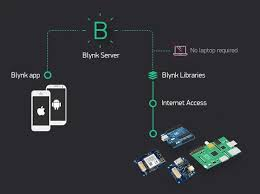 B
Blynk Server
No laptop required
Blynk app
Blynk Libraries
Internet Access